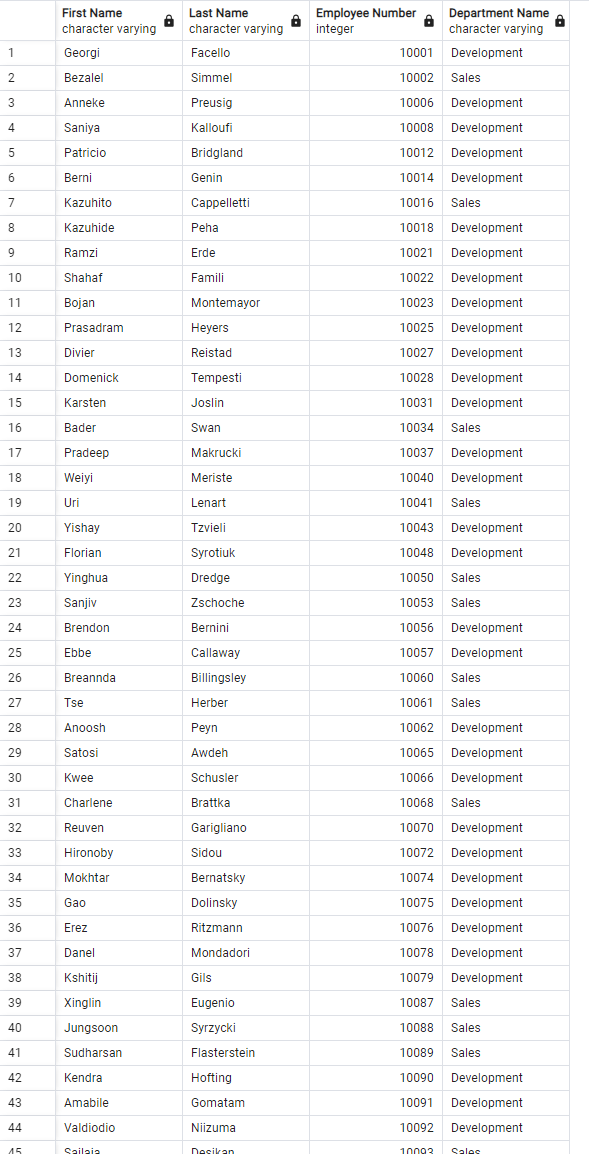 First Name Last Name Employee Number Department Name
character varying character varying integer character varying
1 Georgi Facello 10001 Development
2 Bezalel Simmel 10002 Sales
3 Anneke Preusig 10006 Development
4 Saniya Kalloufi 10008 Development
5 Patricio Bridgland 10012 Development
6 Berni Genin 10014 Development
7 Kazuhito Cappelletti 10016 Sales
8 Kazuhide Peha 10018 Development
9 Ramzi Erde 10021 Development
10 Shahaf Famili 10022 Development
11 Bojan Montemayor 10023 Development
12 Prasadram Heyers 10025 Development
13 Divier Reistad 10027 Development
14 Domenick Tempesti 10028 Development
15 Karsten Joslin 10031 Development
16 Bader Swan 10034 Sales
17 Pradeep Makrucki 10037 Development
18 Weiyi Meriste 10040 Development
19 Uri Lenart 10041 Sales
20 Yishay Tzvieli 10043 Development
21 Florian Syrotiuk 10048 Development
22 Yinghua Dredge 10050 Sales
23 Sanjiv Zschoche 10053 Sales
24 Brendon Bernini 10056 Development
25 Ebbe Callaway 10057 Development
26 Breannda Billingsley 10060 Sales
27 Tse Herber 10061 Sales
28 Anoosh Peyn 10062 Development
29 Satosi Awdeh 10065 Development
30 Kwee Schusler 10066 Development
31 Charlene Brattka 10068 Sales
32 Reuven Garigliano 10070 Development
33 Hironoby Sidou 10072 Development
34 Mokhtar Bernatsky 10074 Development
35 Gao Dolinsky 10075 Development
36 Erez Ritzmann 10076 Development
37 Danel Mondadori 10078 Development
38 Kshitij Gils 10079 Development
39 Xinglin Eugenio 10087 Sales
40 Jungsoon Syrzycki 10088 Sales
41 Sudharsan Flasterstein 10089 Sales
42 Kendra Hofting 10090 Development
43 Amabile Gomatam 10091 Development
44 Valdiodio Niizuma 10092 Development
45 Sailaja Desikan 10093 Sales